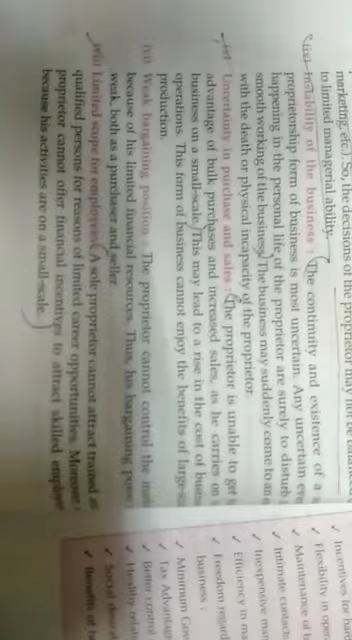 marketing, etc.). So, the decisions of the proprietor may not be balanced
to limited managerial ability.
Instability of the business : The continuity and existence of a
proprietorship form of business is most uncertain. Any uncertain
happening in the personal life of the proprietor are surely to disturb
smooth working of the business. The business may suddenly come to an
with the death or physical incapacity of the proprietor.
Uncertainty in purchase and sales : The proprietor is unable to get
advantage of bulk purchases and increased sales, as he carries on
business on a small-scale. This may lead to a rise in the cost of
operations. This form of business cannot enjoy the benefits of
production.
(vi) Weak bargaining position : The proprietor cannot control the
because of his limited financial resources. Thus, his bargaining
weak, both as a purchaser and seller.
(vii) Limited scope for employees : A sole proprietor cannot attract trained
qualified persons for reasons of limited career opportunities. Moreover,
proprietor cannot offer financial incentives to attract skilled
because his activities are on a small-scale.
✓ Incentives for
✓ Flexibility in
✓ Maintenance of
✓ Intimate
✓ Inexpensive
✓ Efficiency in
✓ Freedom
business :
✓ Minimum
✓ Tax
✓ Better control
✓ Healthy
✓ Social
✓ Benefits of